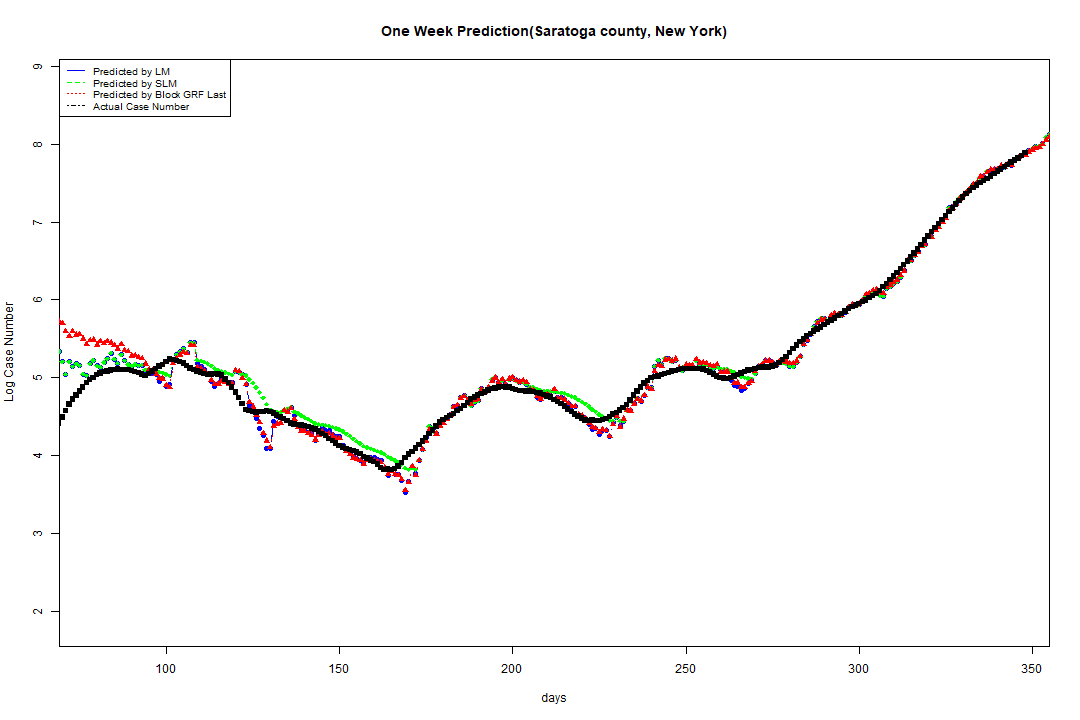 One Week Prediction(Saratoga county, New York)
Predicted by LM
Predicted by SLM
Predicted by Block GRF Last
Actual Case Number
Log Case Number
9
8
7
6
5
4
3
2
100 150 200 250 300 350
days